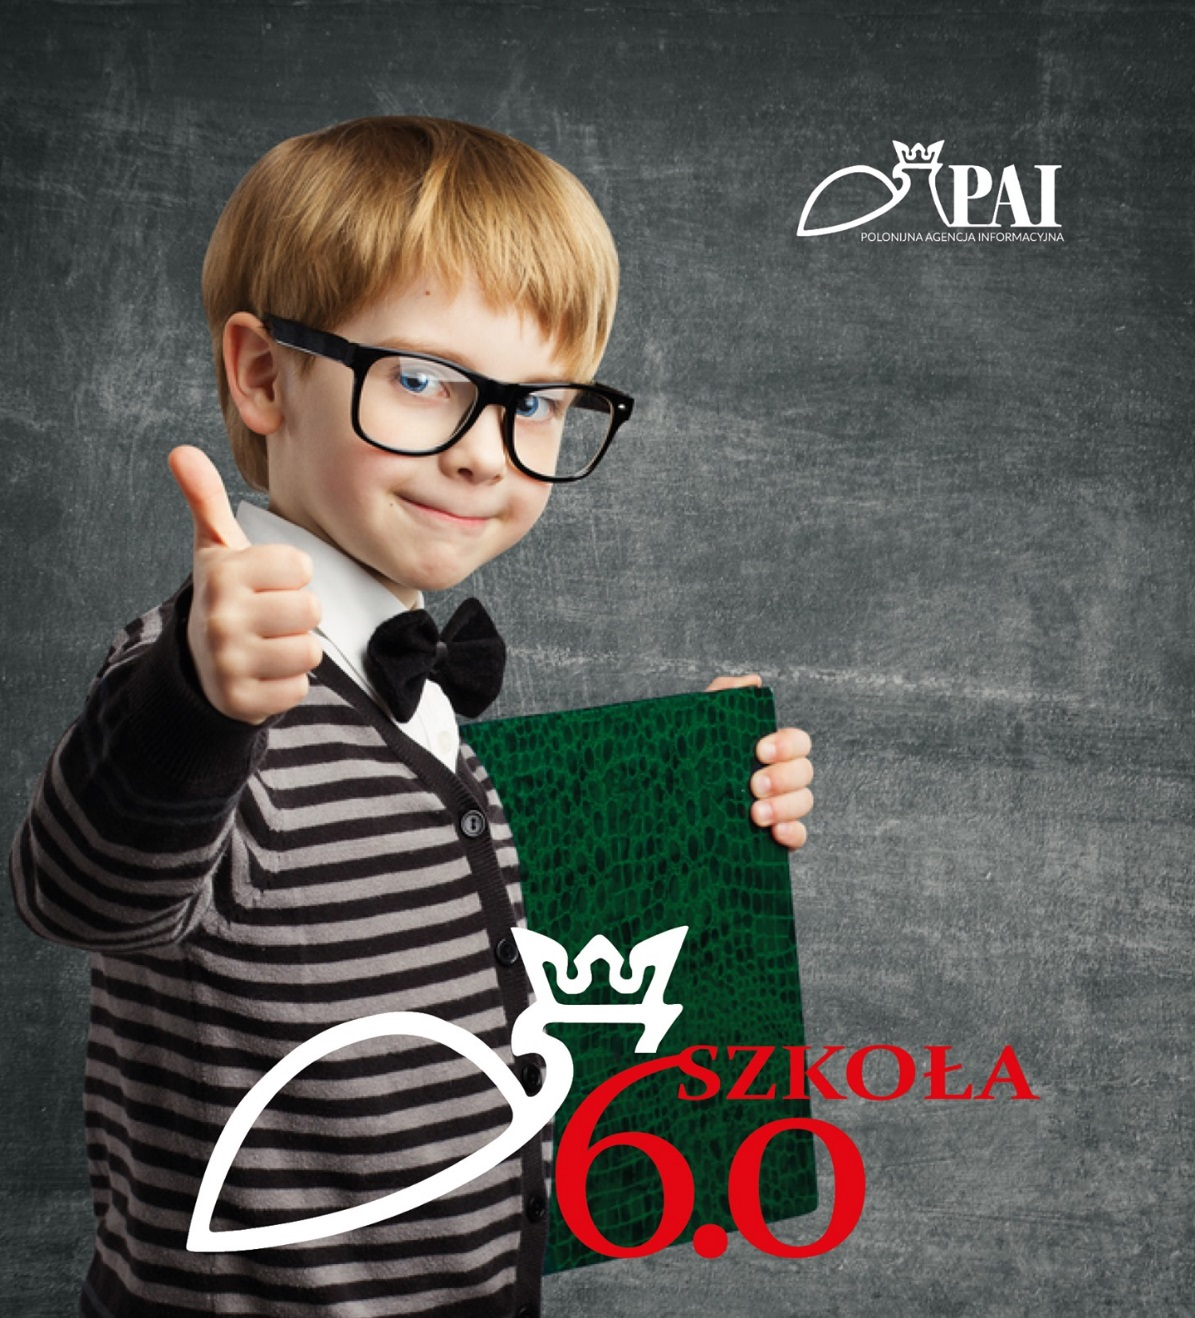 PAI
POLONIJNA AGENCJA INFORMACYJNA
SZKOŁA
6.0